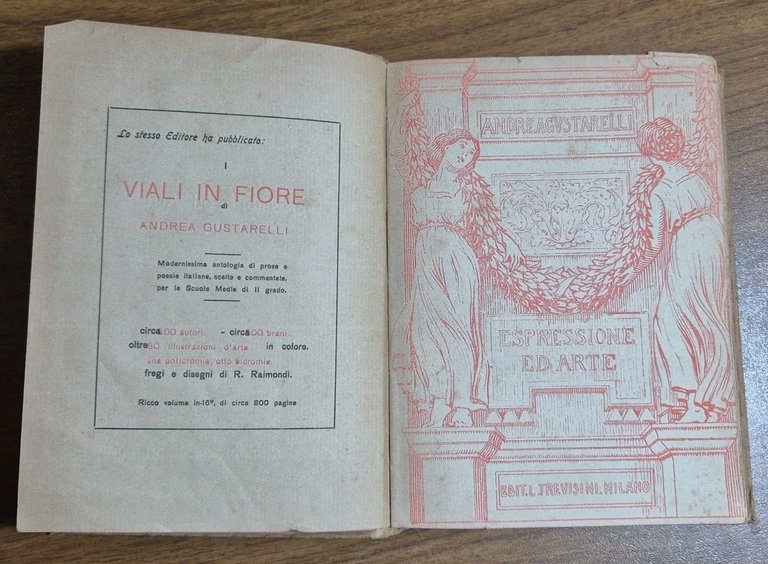 Lo stesso Editore ha pubblicato:
I
VIALI IN FIORE
di
ANDREA GUSTARELLI
Modernissima antologia di prose e
poesie italiane, scelte e commentate,
per le Scuole Medie di II grado.
circa 100 autori. - circa 00 brani.
oltre 80 illustrazioni d'arte in colore.
una policromia, otto bicromie,
fregi e disegni di R. Raimondi.
Ricco volume in-16º, di circa 800 pagine
ANDREA GVSTARELLI
ESPRESSIONE
ED ARTE
EDIT. L. TREVISINI. MILANO